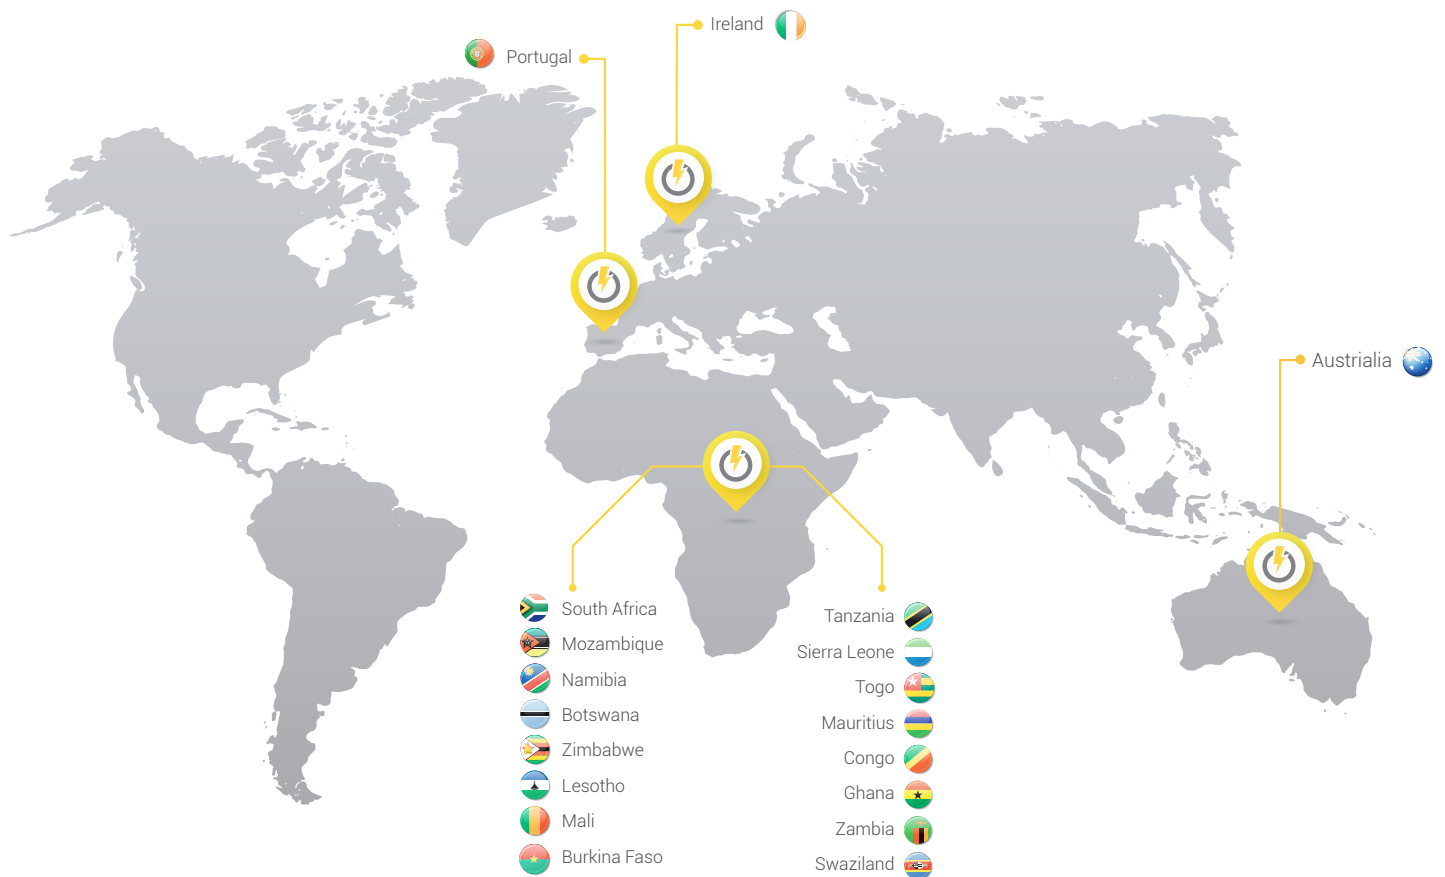 Ireland
Portugal
Austrialia
South Africa
Mozambique
Namibia
Botswana
Zimbabwe
Lesotho
Mali
Burkina Faso
Tanzania
Sierra Leone
Togo
Mauritius
Congo
Ghana
Zambia
Swaziland